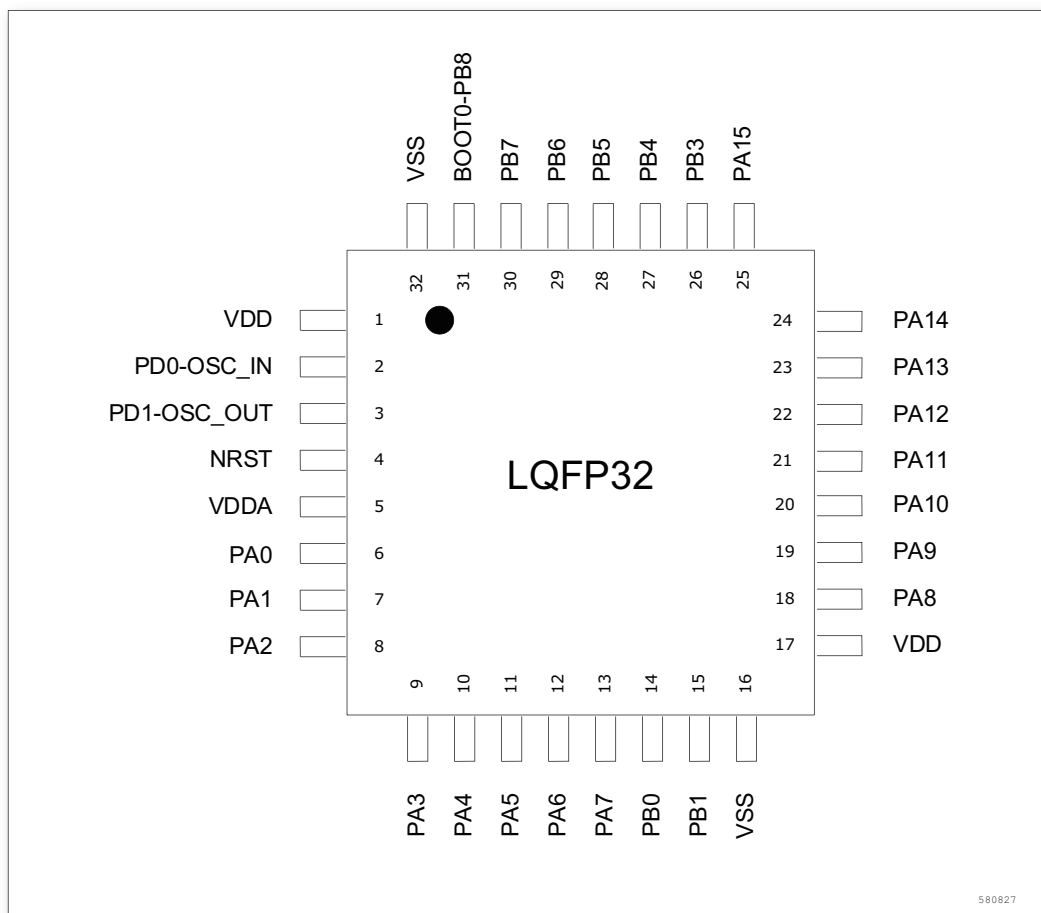 VSS
BOOT0-PB8
PB7
PB6
PB5
PB4
PB3
PA15
32
31
30
29
28
27
26
25
VDD 1
24 PA14
PD0-OSC_IN 2
23 PA13
PD1-OSC_OUT 3
22 PA12
NRST 4
21 PA11
LQFP32
VDDA 5
20 PA10
PA0 6
19 PA9
PA1 7
18 PA8
PA2 8
17 VDD
9
10
11
12
13
14
15
16
PA3
PA4
PA5
PA6
PA7
PB0
PB1
VSS
580827